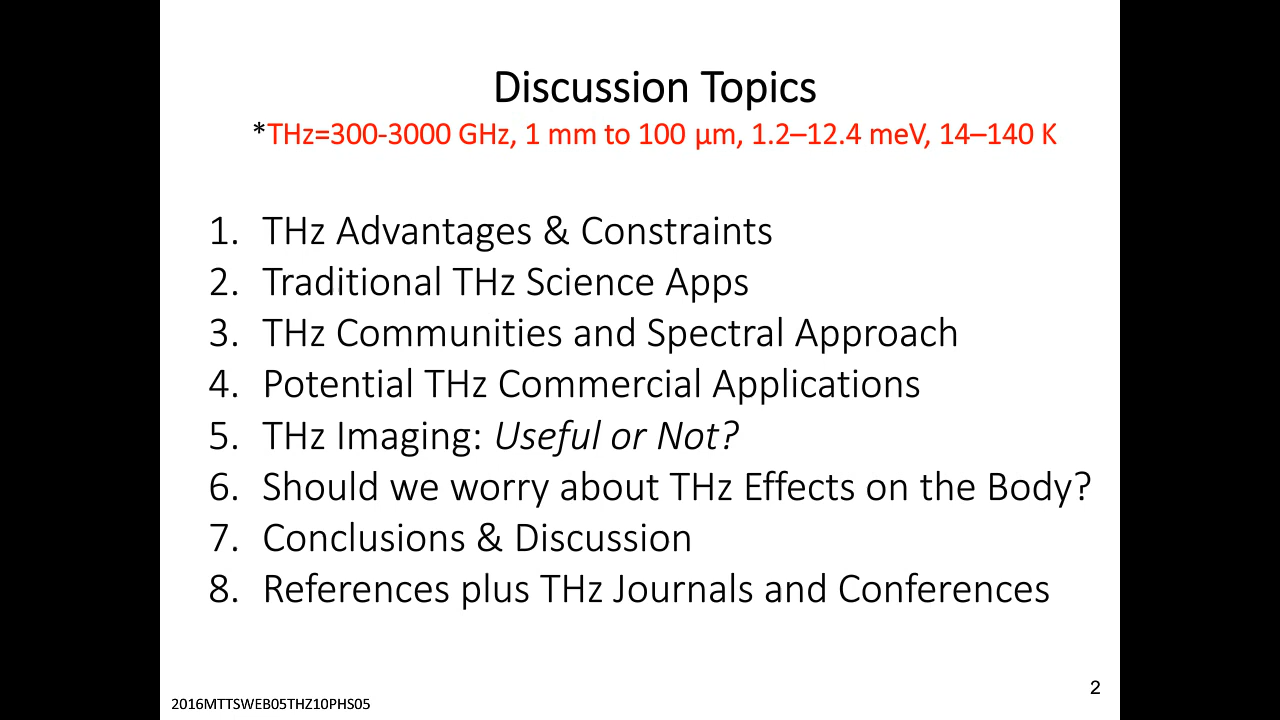 Discussion Topics
*THz=300-3000 GHz, 1 mm to 100 µm, 1.2–12.4 meV, 14–140 K
1. THz Advantages & Constraints
2. Traditional THz Science Apps
3. THz Communities and Spectral Approach
4. Potential THz Commercial Applications
5. THz Imaging: Useful or Not?
6. Should we worry about THz Effects on the Body?
7. Conclusions & Discussion
8. References plus THz Journals and Conferences
2
2016MTTSWEB05THZ10PHS05